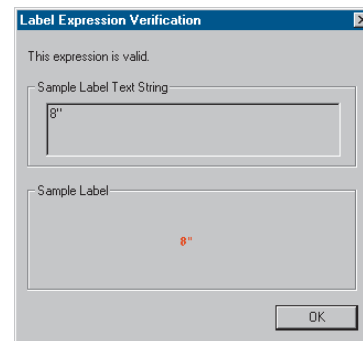 Label Expression Verification
This expression is valid.
Sample Label Text String
8"
Sample Label
8"
OK